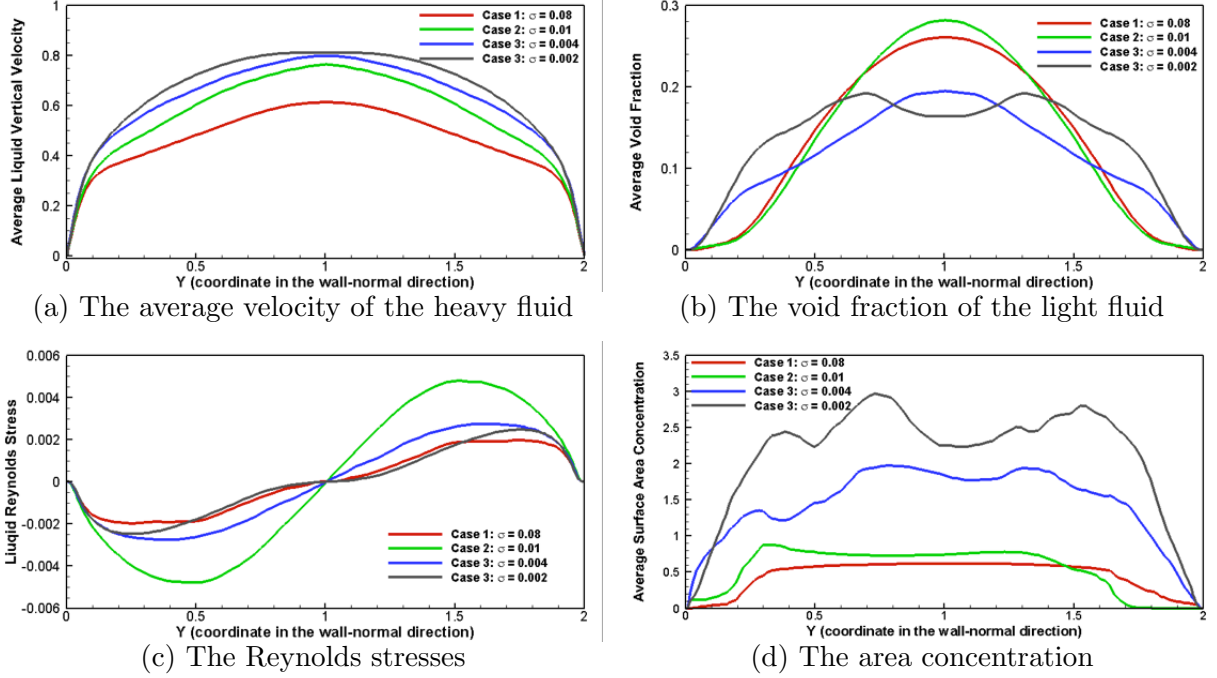 1
0.8
0.6
0.4
0.2
0
Average Liquid Vertical Velocity
Case 1: σ = 0.08
Case 2: σ = 0.01
Case 3: σ = 0.004
Case 3: σ = 0.002
0 0.5 1 1.5 2
Y (coordinate in the wall-normal direction)
(a) The average velocity of the heavy fluid
0.3
0.2
0.1
0
Average Void Fraction
Case 1: σ = 0.08
Case 2: σ = 0.01
Case 3: σ = 0.004
Case 3: σ = 0.002
0 0.5 1 1.5 2
Y (coordinate in the wall-normal direction)
(b) The void fraction of the light fluid
0.006
0.004
0.002
0
-0.002
-0.004
-0.006
Liuqid Reynolds Stress
Case 1: σ = 0.08
Case 2: σ = 0.01
Case 3: σ = 0.004
Case 3: σ = 0.002
0 0.5 1 1.5 2
Y (coordinate in the wall-normal direction)
(c) The Reynolds stresses
3.5
3
2.5
2
1.5
1
0.5
0
Average Surface Area Concentration
Case 1: σ = 0.08
Case 2: σ = 0.01
Case 3: σ = 0.004
Case 3: σ = 0.002
0 0.5 1 1.5 2
Y (coordinate in the wall-normal direction)
(d) The area concentration